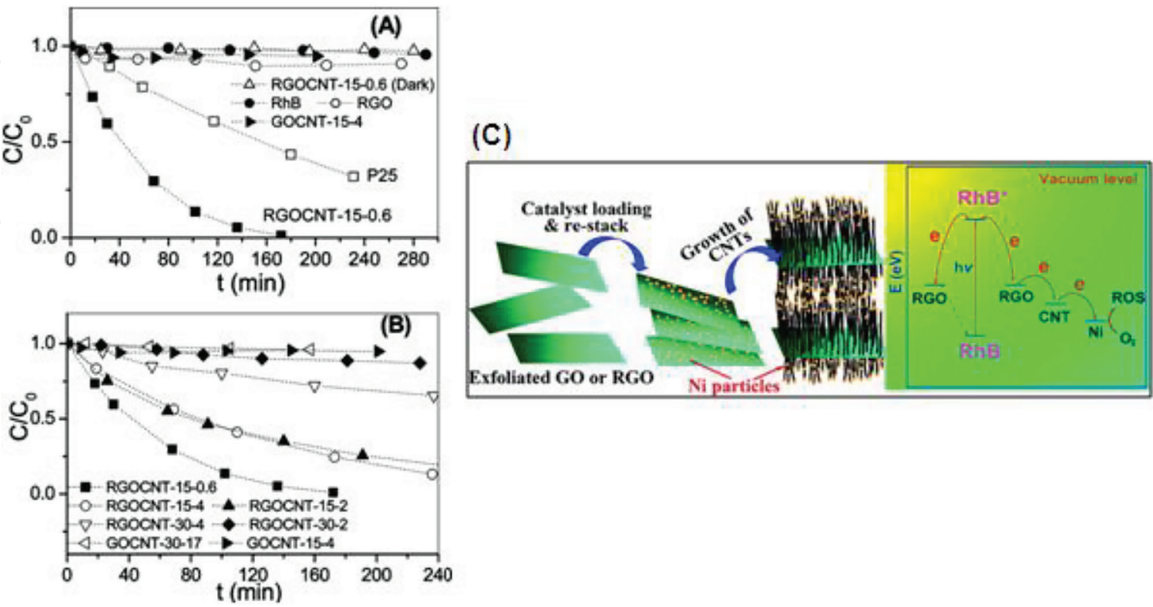 (A)
1.0
0.5
0.0
C/C0
0 40 80 120 160 200 240 280
t (min)
RGOCNT-15-0.6 (Dark)
RhB RGO
GOCNT-15-4
P25
RGOCNT-15-0.6
(B)
1.0
0.5
0.0
C/C0
RGOCNT-15-0.6
RGOCNT-15-4 RGOCNT-15-2
RGOCNT-30-4 RGOCNT-30-2
GOCNT-30-17 GOCNT-15-4
0 40 80 120 160 200 240
t (min)
(C)
Catalyst loading
& re-stack
Growth of
CNTs
Exfoliated GO or RGO
Ni particles
E (eV)
Vacuum level
RhB*
e e
hν
RGO RGO
e
CNT
e
Ni
ROS
O2
RhB